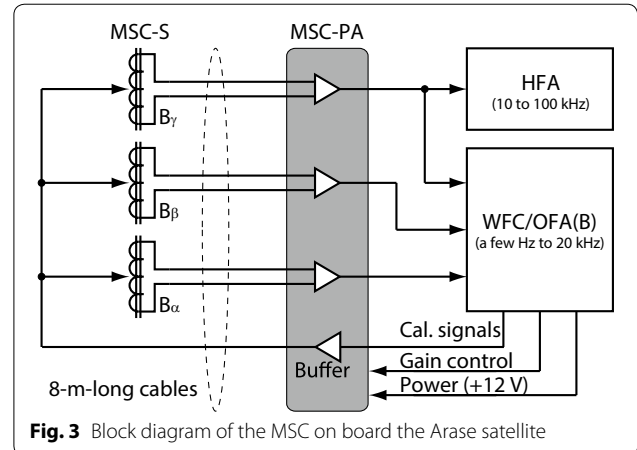 MSC-S
MSC-PA
HFA
(10 to 100 kHz)
Bγ
Bβ
WFC/OFA(B)
(a few Hz to 20 kHz)
Bα
Cal. signals
Buffer
Gain control
8-m-long cables
Power (+12 V)
Fig. 3 Block diagram of the MSC on board the Arase satellite